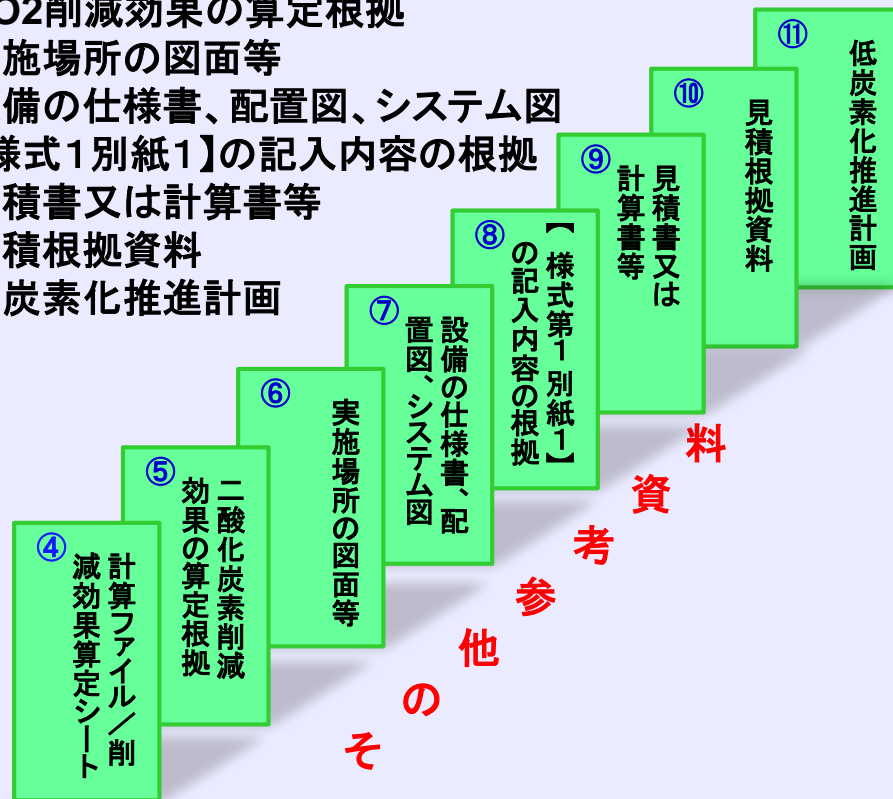 O2削減効果の算定根拠
施場所の図面等
備の仕様書、配置図、システム図
様式1別紙1】の記入内容の根拠
積書又は計算書等
積根拠資料
炭素化推進計画
④
計算ファイル/削
減効果算定シート
⑤
二酸化炭素削減
効果の算定根拠
⑥
実施場所の図面等
⑦
設備の仕様書、配
置図、システム図
⑧
【様式第1 別紙1】
の記入内容の根拠
⑨
見積書又は
計算書等
⑩
見積根拠資料
⑪
低炭素化推進計画
その他参考資料